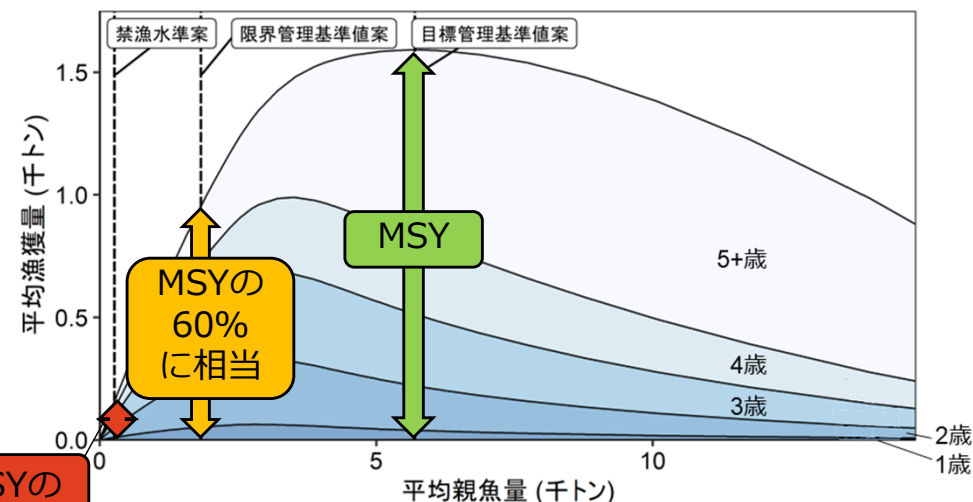 禁漁水準案
限界管理基準値案
目標管理基準値案
平均漁獲量 (千トン)
1.5
1.0
0.5
0.0
MSY
MSYの
60%
に相当
5+歳
4歳
3歳
2歳
1歳
0
5
10
平均親魚量 (千トン)
SYの